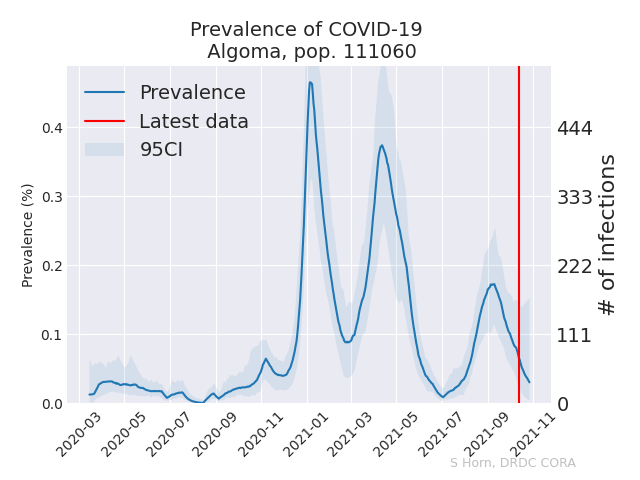 Prevalence of COVID-19
Algoma, pop. 111060
Prevalence
Latest data
95CI
Prevalence (%)
0.4
0.3
0.2
0.1
0.0
444
333
222
111
0
# of infections
2020-03
2020-05
2020-07
2020-09
2020-11
2021-01
2021-03
2021-05
2021-07
2021-09
2021-11
S Horn, DRDC CORA